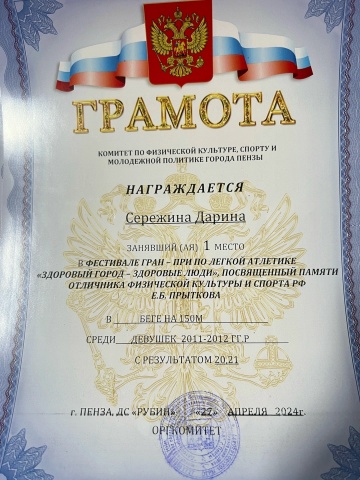 ГРАМОТА
КОМИТЕТ ПО ФИЗИЧЕСКОЙ КУЛЬТУРЕ, СПОРТУ И
МОЛОДЕЖНОЙ ПОЛИТИКЕ ГОРОДА ПЕНЗЫ
НАГРАЖДАЕТСЯ
Сережина Дарина
ЗАНЯВШИЙ (АЯ) 1 МЕСТО
В ФЕСТИВАЛЕ ГРАН – ПРИ ПО ЛЕГКОЙ АТЛЕТИКЕ
«ЗДОРОВЫЙ ГОРОД – ЗДОРОВЫЕ ЛЮДИ», ПОСВЯЩЕННЫЙ ПАМЯТИ
ОТЛИЧНИКА ФИЗИЧЕСКОЙ КУЛЬТУРЫ И СПОРТА РФ
Е.Б. ПРЫТКОВА
В БЕГЕ НА 150М
СРЕДИ ДЕВУШЕК 2011-2012 ГГ.Р
С РЕЗУЛЬТАТОМ 20,21
г. ПЕНЗА, ДС «РУБИН» «27» АПРЕЛЯ 2024г.
ОРГКОМИТЕТ